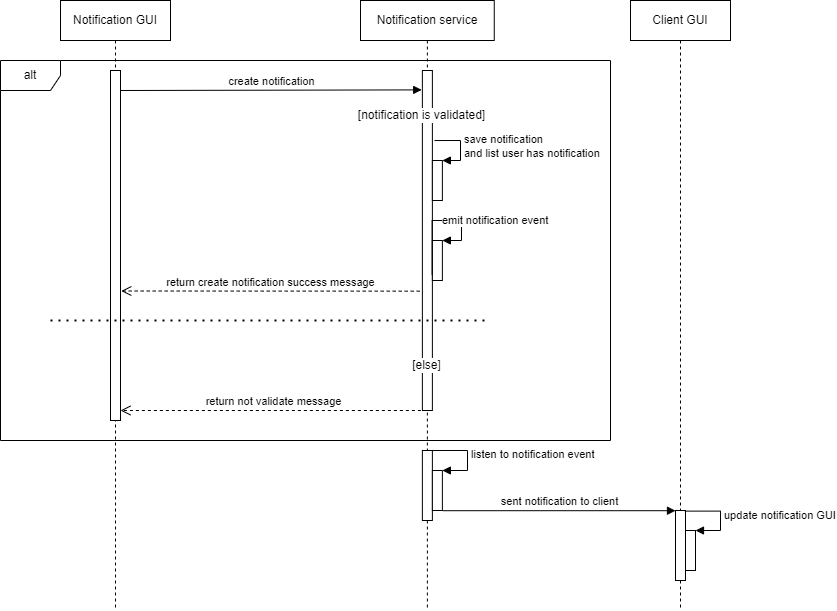 Notification GUI
Notification service
Client GUI
alt
create notification
[notification is validated]
save notification
and list user has notification
emit notification event
return create notification success message
[else]
return not validate message
listen to notification event
sent notification to client
update notification GUI